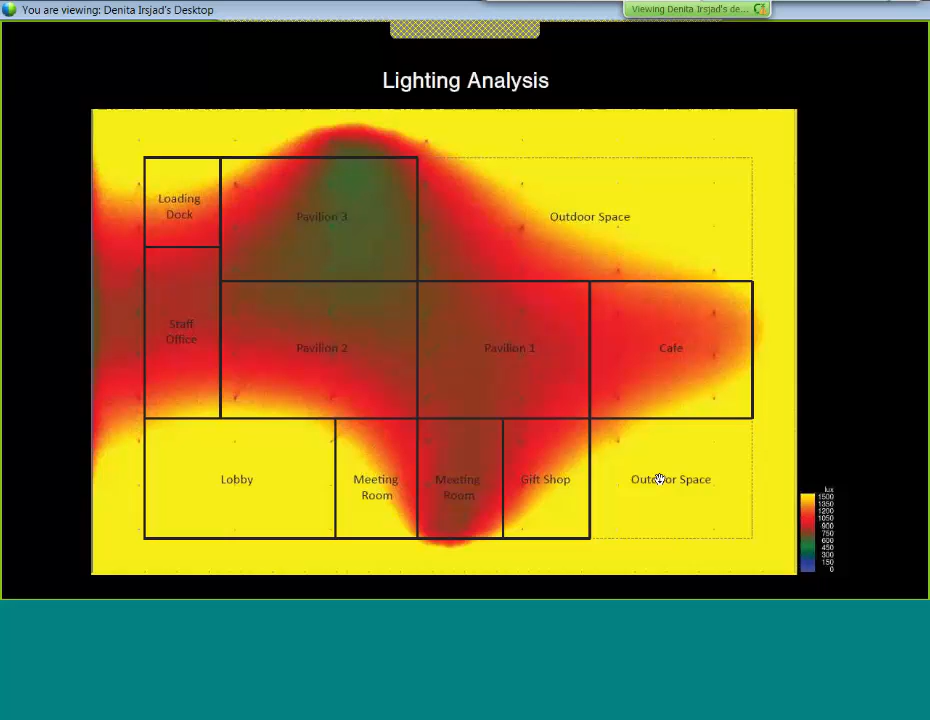 You are viewing: Denita Irsjad's Desktop
Viewing Denita Irsjad's de...
Lighting Analysis
Loading
Dock
Pavilion 3
Outdoor Space
Staff
Office
Pavilion 2
Pavilion 1
Cafe
Lobby
Meeting
Room
Meeting
Room
Gift Shop
Outdoor Space
lux
1500
1350
1200
1050
900
750
600
450
300
150
0